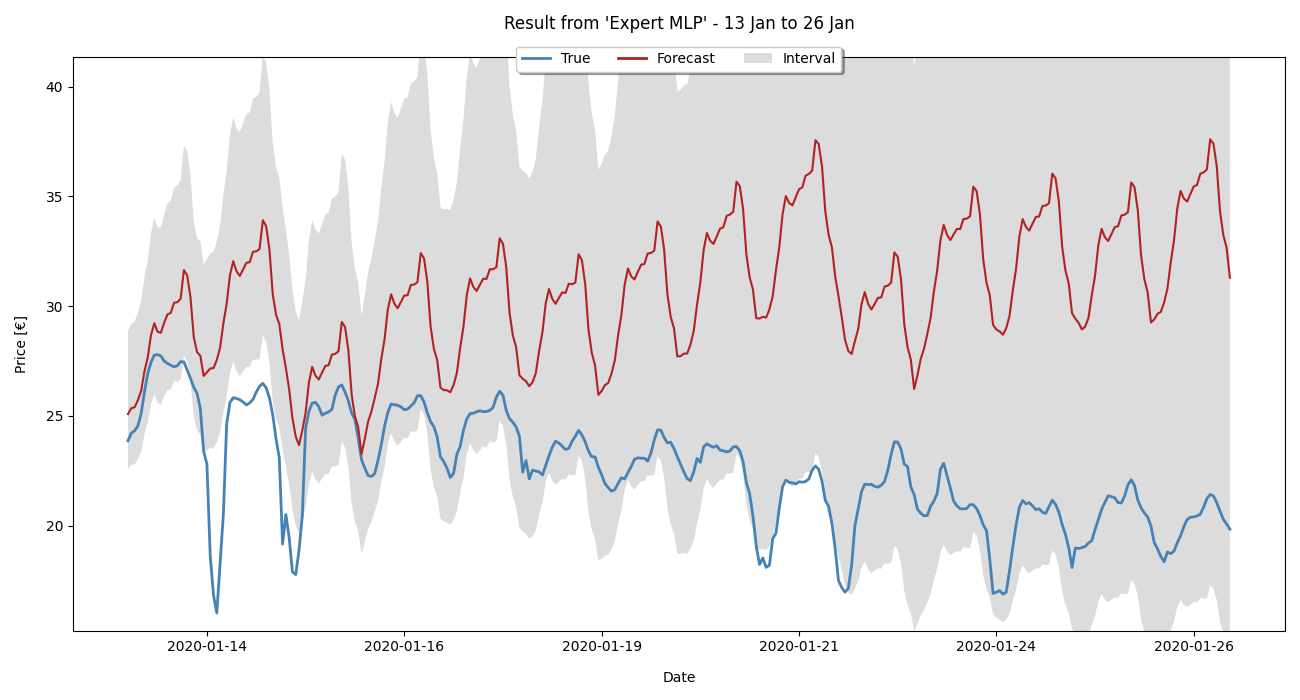 Result from 'Expert MLP' - 13 Jan to 26 Jan
True Forecast Interval
40
35
30
25
20
Price [€]
2020-01-14 2020-01-16 2020-01-19 2020-01-21 2020-01-24 2020-01-26
Date